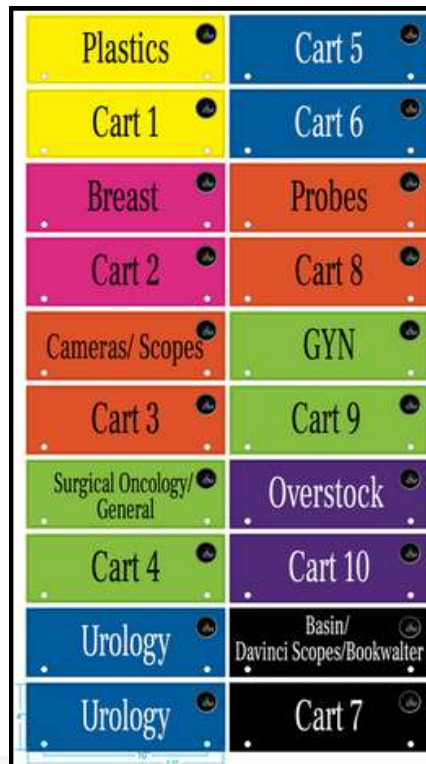 Plastics
Cart 1
Breast
Cart 2
Cameras/ Scopes
Cart 3
Surgical Oncology/
General
Cart 4
Urology
Urology
10"
Cart 5
Cart 6
Probes
Cart 8
GYN
Cart 9
Overstock
Cart 10
Basin/
Davinci Scopes/Bookwalter
Cart 7